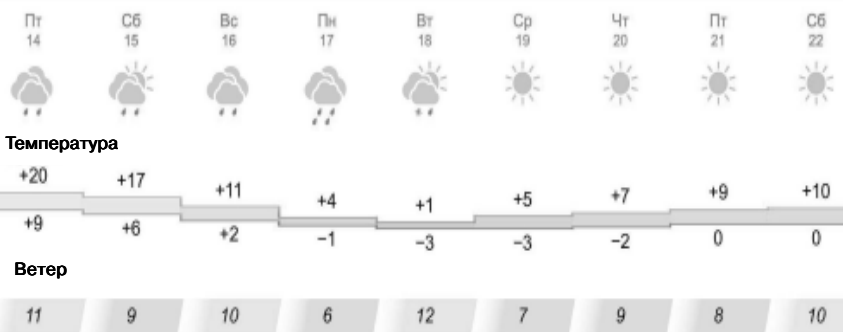 Пт Сб Вс Пн Вт Ср Чт Пт Сб
14 15 16 17 18 19 20 21 22
Температура
+20 +17 +11 +4 +1 +5 +7 +9 +10
+9 +6 +2 −1 −3 −3 −2 0 0
Ветер
11 9 10 6 12 7 9 8 10